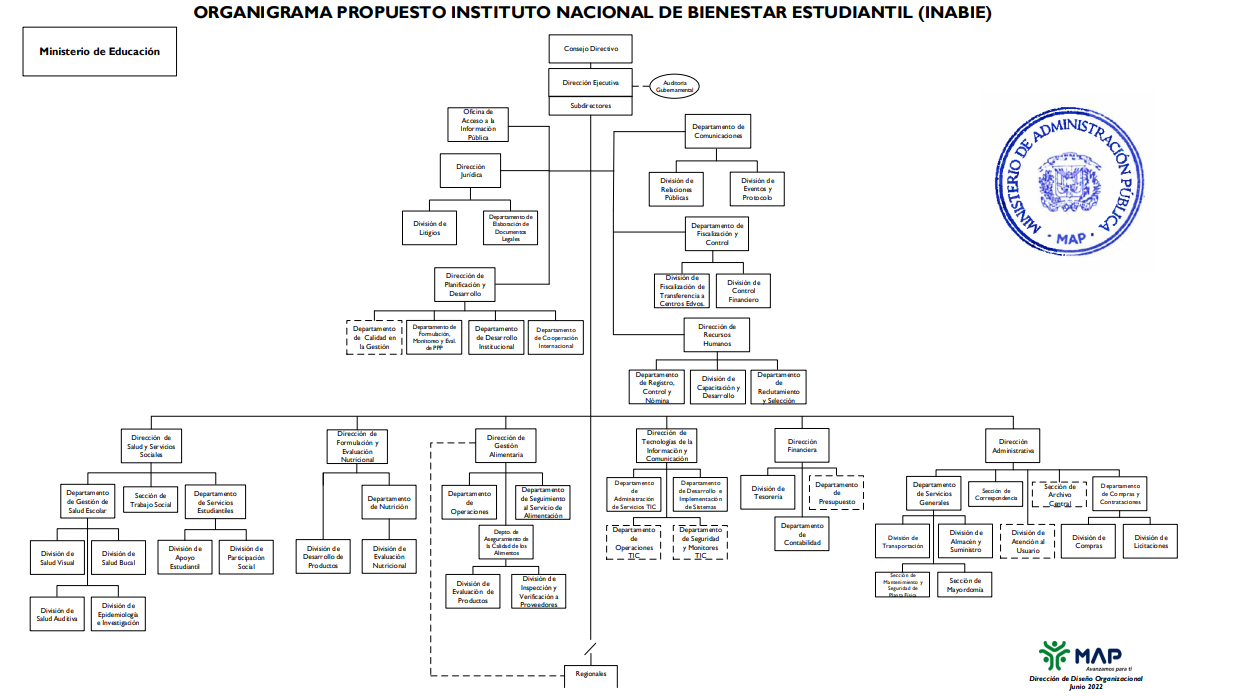 ORGANIGRAMA PROPUESTO INSTITUTO NACIONAL DE BIENESTAR ESTUDIANTIL (INABIE)
Ministerio de Educación
Consejo Directivo
Dirección Ejecutiva
Auditoría
Gubernamental
Subdirectores
Oficina de
Acceso a la
Información
Pública
Departamento de
Comunicaciones
Dirección
Jurídica
División de
Relaciones
Públicas
División de
Eventos y
Protocolo
División de
Litigios
Departamento de
Elaboración de
Documentos
Legales
Departamento de
Fiscalización y
Control
Dirección de
Planificación y
Desarrollo
División de
Fiscalización de
Transferencia a
Centros Edvos.
División de
Control
Financiero
Departamento
de Calidad en
la Gestión
Departamento de
Formulación,
Monitoreo y Eval.
de PPP
Departamento
de Desarrollo
Institucional
Departamento
de Cooperación
Internacional
Dirección de
Recursos
Humanos
Departamento
de Registro,
Control y
Nómina
División de
Capacitación y
Desarrollo
Departamento
de
Reclutamiento
y Selección
MINISTERIO DE ADMINISTRACIÓN PÚBLICA
· MAP ·
Dirección de
Salud y Servicios
Sociales
Dirección de
Formulación y
Evaluación
Nutricional
Dirección de
Gestión
Alimentaria
Dirección de
Tecnologías de la
Información y
Comunicación
Dirección
Financiera
Dirección
Administrativa
Departamento
de Gestión de
Salud Escolar
Sección de
Trabajo Social
Departamento
de Servicios
Estudiantiles
Departamento
de Nutrición
Departamento
de
Operaciones
Departamento
de Seguimiento
al Servicio de
Alimentación
Departamento
de
Administración
de Servicios TIC
Departamento
de Desarrollo e
Implementación
de Sistemas
División de
Tesorería
Departamento
de
Presupuesto
Departamento
de Servicios
Generales
Sección de
Correspondencia
Sección de
Archivo
Central
Departamento
de Compras y
Contrataciones
División de
Salud Visual
División de
Salud Bucal
División de
Apoyo
Estudiantil
División de
Participación
Social
División de
Desarrollo de
Productos
División de
Evaluación
Nutricional
Depto. de
Aseguramiento de
la Calidad de los
Alimentos
Departamento
de
Operaciones
TIC
Departamento
de Seguridad
y Monitoreo
TIC
Departamento
de
Contabilidad
División de
Transportación
División de
Almacén y
Suministro
División de
Atención al
Usuario
División de
Compras
División de
Licitaciones
División de
Salud Auditiva
División de
Epidemiología
e Investigación
División de
Evaluación de
Productos
División de
Inspección y
Verificación a
Proveedores
Sección de
Mantenimiento y
Seguridad de
Planta Física
Sección de
Mayordomía
Regionales
MAP
Avanzamos para ti
Dirección de Diseño Organizacional
Junio 2022